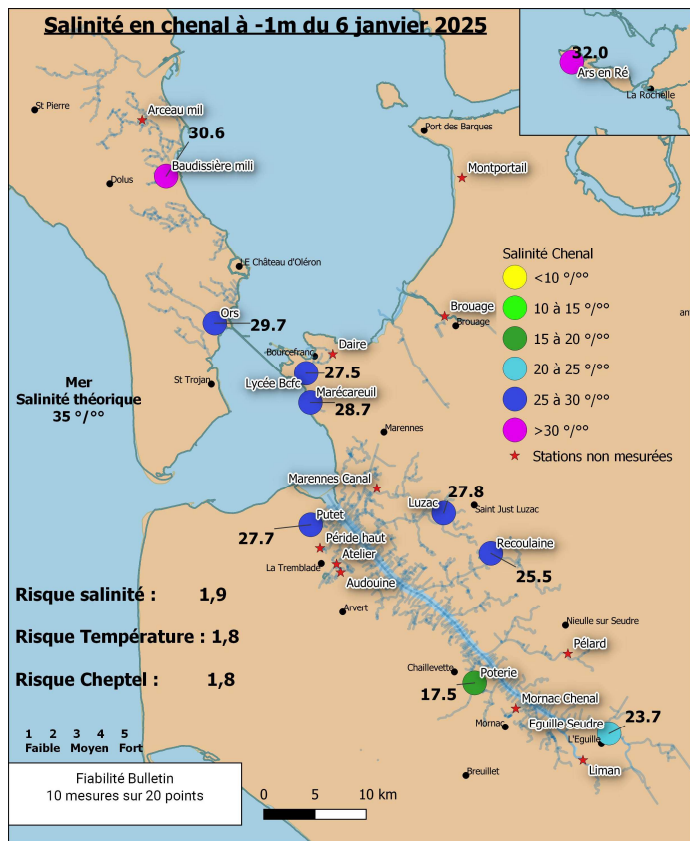 Salinité en chenal à -1m du 6 janvier 2025
32.0
Ars en Ré
La Rochelle
St Pierre
Arceau mil
30.6
Port des Barques
Baudissière mili
Dolus
Montportail
LE Château d'Oléron
Salinité Chenal
<10 °/°°
10 à 15 °/°°
15 à 20 °/°°
20 à 25 °/°°
25 à 30 °/°°
>30 °/°°
Stations non mesurées
Ors
29.7
Brouage
Brouage
an
Daire
Bourcefranc
27.5
Lycée Bcfc
Mer
Salinité théorique
35 °/°°
St Trojan
Marécareuil
28.7
Marennes
Marennes Canal
27.8
Luzac
Saint Just Luzac
Putet
27.7
Péride haut
Recoulaine
Atelier
La Tremblade
25.5
Audouine
Risque salinité : 1,9
Arvert
Nieulle sur Seudre
Risque Température : 1,8
Pélard
Chaillevette
Poterie
Risque Cheptel : 1,8
17.5
Mornac Chenal
Mornac
Eguille Seudre
23.7
L'Eguille
1 2 3 4 5
Faible Moyen Fort
Liman
Breuillet
Fiabilité Bulletin
10 mesures sur 20 points
0 5 10 km